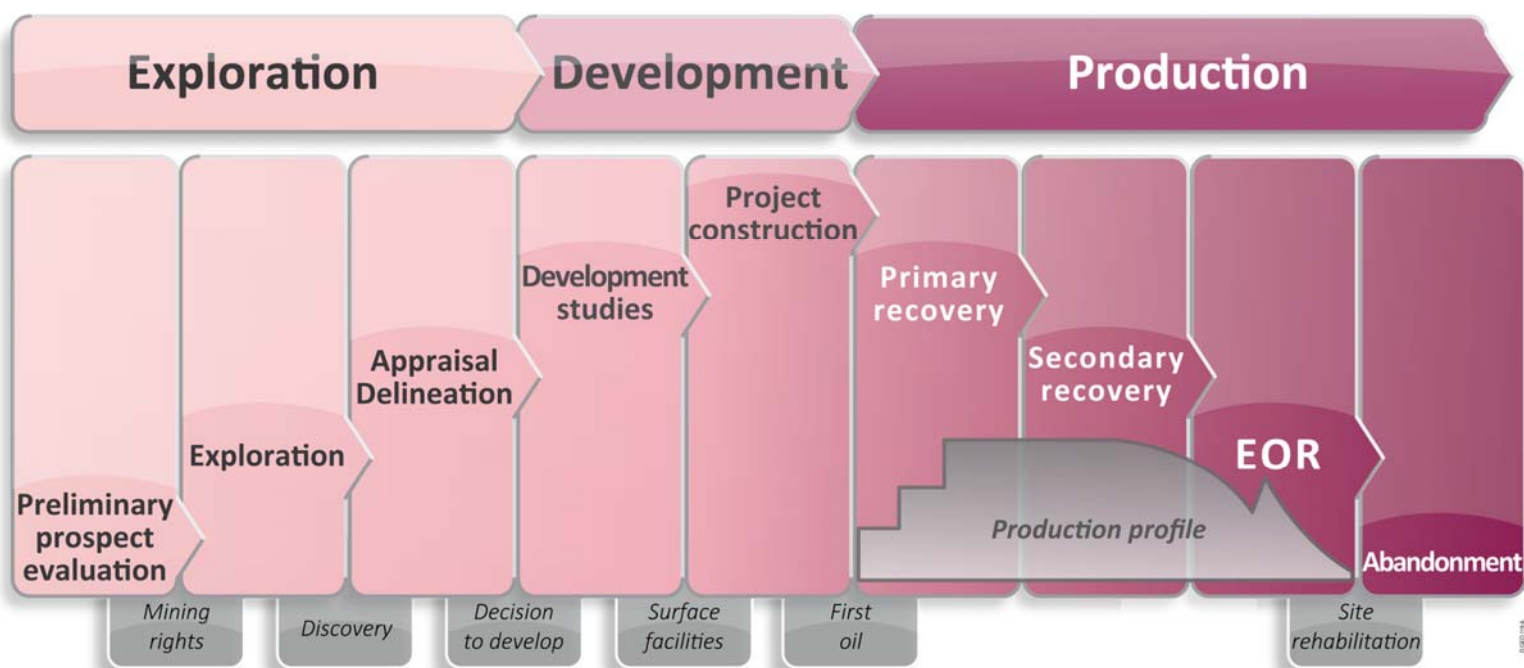 Exploration
Development
Production
Preliminary
prospect
evaluation
Exploration
Appraisal
Delineation
Development
studies
Project
construction
Primary
recovery
Secondary
recovery
EOR
Abandonment
Production profile
Mining
rights
Discovery
Decision
to develop
Surface
facilities
First
oil
Site
rehabilitation